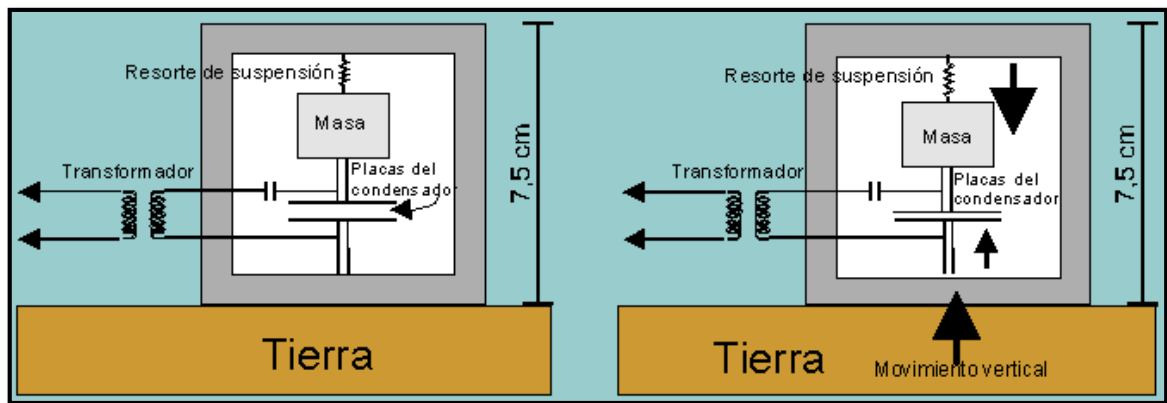 Resorte de suspensión
Masa
Transformador
Placas del
condensador
7,5 cm
Tierra
Resorte de suspensión
Masa
Transformador
Placas del
condensador
7,5 cm
Tierra
Movimiento vertical